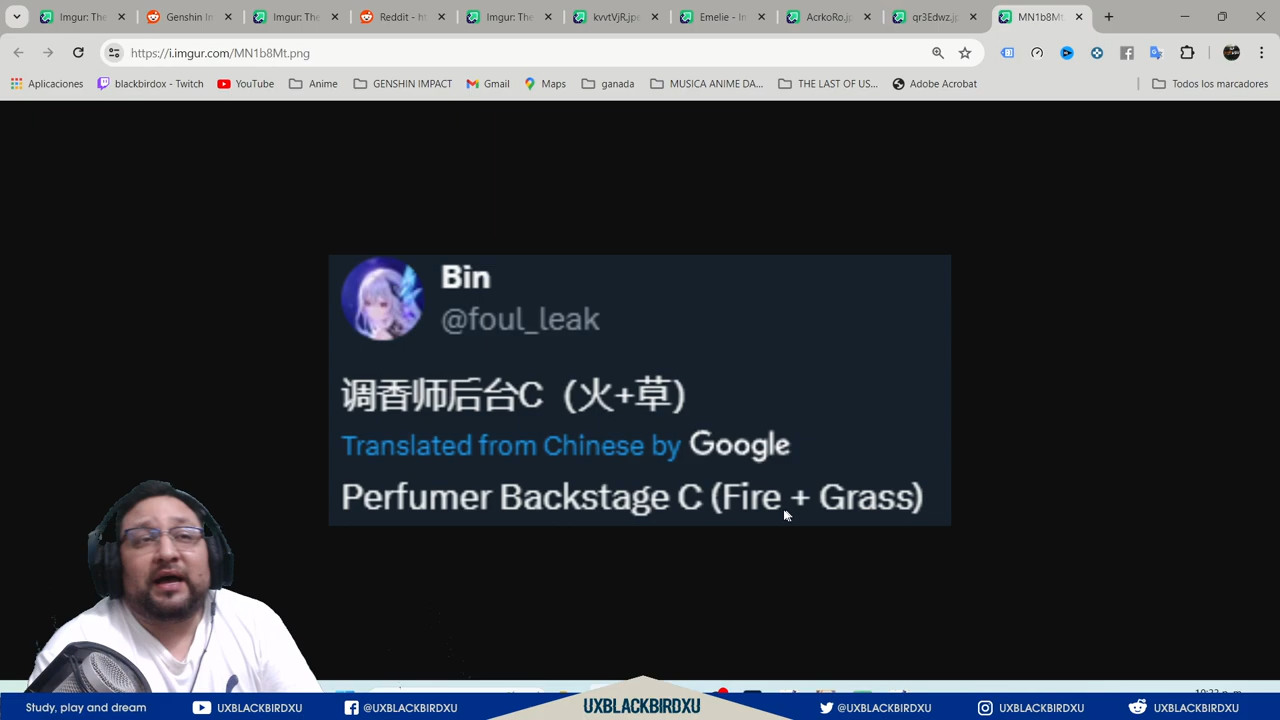 Imgur: The
Genshin In
Imgur: The
Reddit - ht
Imgur: The
kvvtVjR.jpe
Emelie - In
AcrkoRo.jp
qr3Edwz.jp
MN1b8Mt.
https://i.imgur.com/MN1b8Mt.png
Aplicaciones
blackbirdox - Twitch
YouTube
Anime
GENSHIN IMPACT
Gmail
Maps
ganada
MUSICA ANIME DA...
THE LAST OF US...
Adobe Acrobat
Todos los marcadores
Bin
@foul_leak
调香师后台C（火+草）
Translated from Chinese by Google
Perfumer Backstage C (Fire + Grass)
Study, play and dream
UXBLACKBIRDXU
@UXBLACKBIRDXU
UXBLACKBIRDXU
@UXBLACKBIRDXU
UXBLACKBIRDXU
UXBLACKBIRDXU